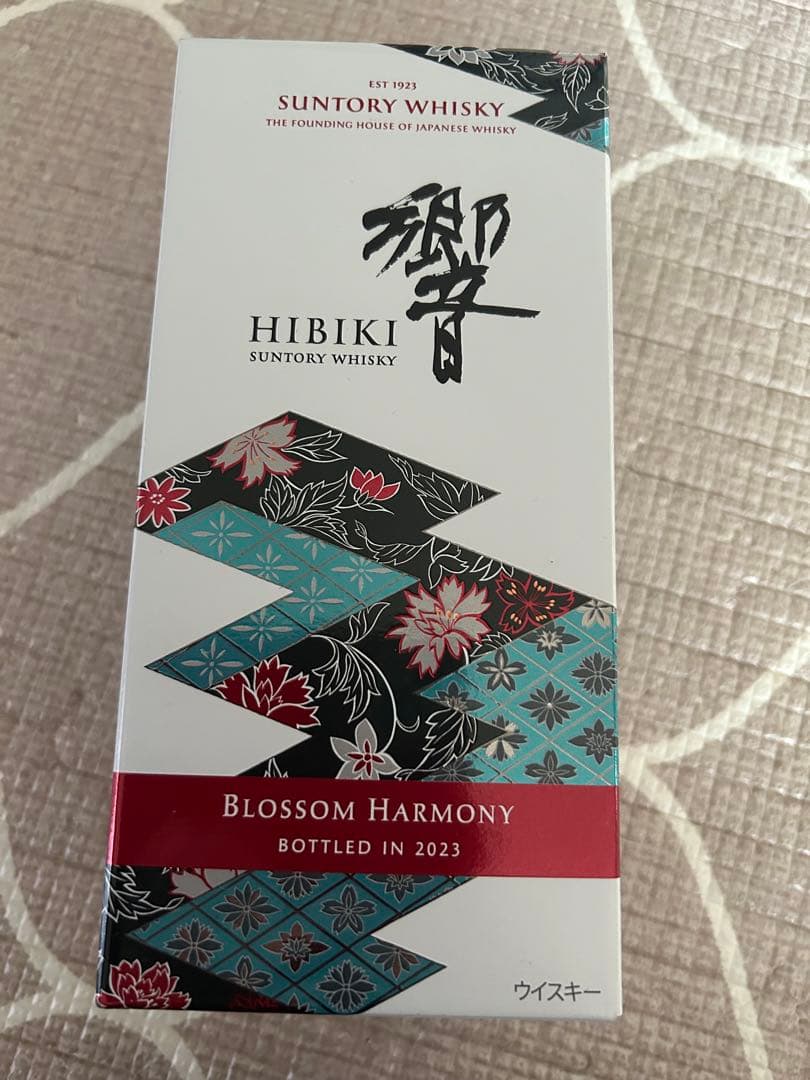 EST 1923
SUNTORY WHISKY
THE FOUNDING HOUSE OF JAPANESE WHISKY
響
HIBIKI
SUNTORY WHISKY
BLOSSOM HARMONY
BOTTLED IN 2023
ウイスキー